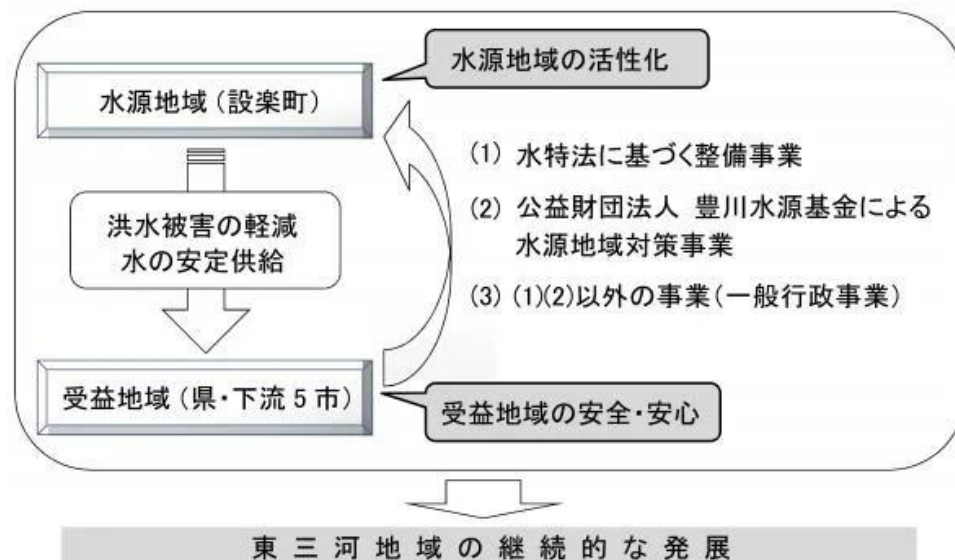 水源地域の活性化
水源地域（設楽町）
(1) 水特法に基づく整備事業
(2) 公益財団法人 豊川水源基金による
水源地域対策事業
(3) (1)(2)以外の事業（一般行政事業）
洪水被害の軽減
水の安定供給
受益地域（県・下流５市）
受益地域の安全・安心
東三河地域の継続的な発展